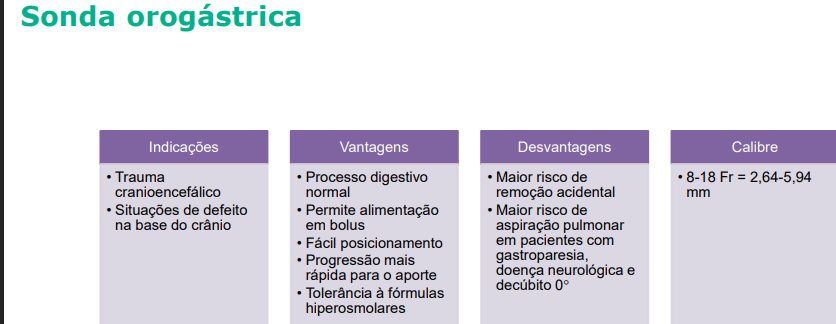 Sonda orogástrica
Indicações
• Trauma
cranioencefálico
• Situações de defeito
na base do crânio
Vantagens
• Processo digestivo
normal
• Permite alimentação
em bolus
• Fácil posicionamento
• Progressão mais
rápida para o aporte
• Tolerância à fórmulas
hiperosmolares
Desvantagens
• Maior risco de
remoção acidental
• Maior risco de
aspiração pulmonar
em pacientes com
gastroparesia,
doença neurológica e
decúbito 0°
Calibre
• 8-18 Fr = 2,64-5,94
mm